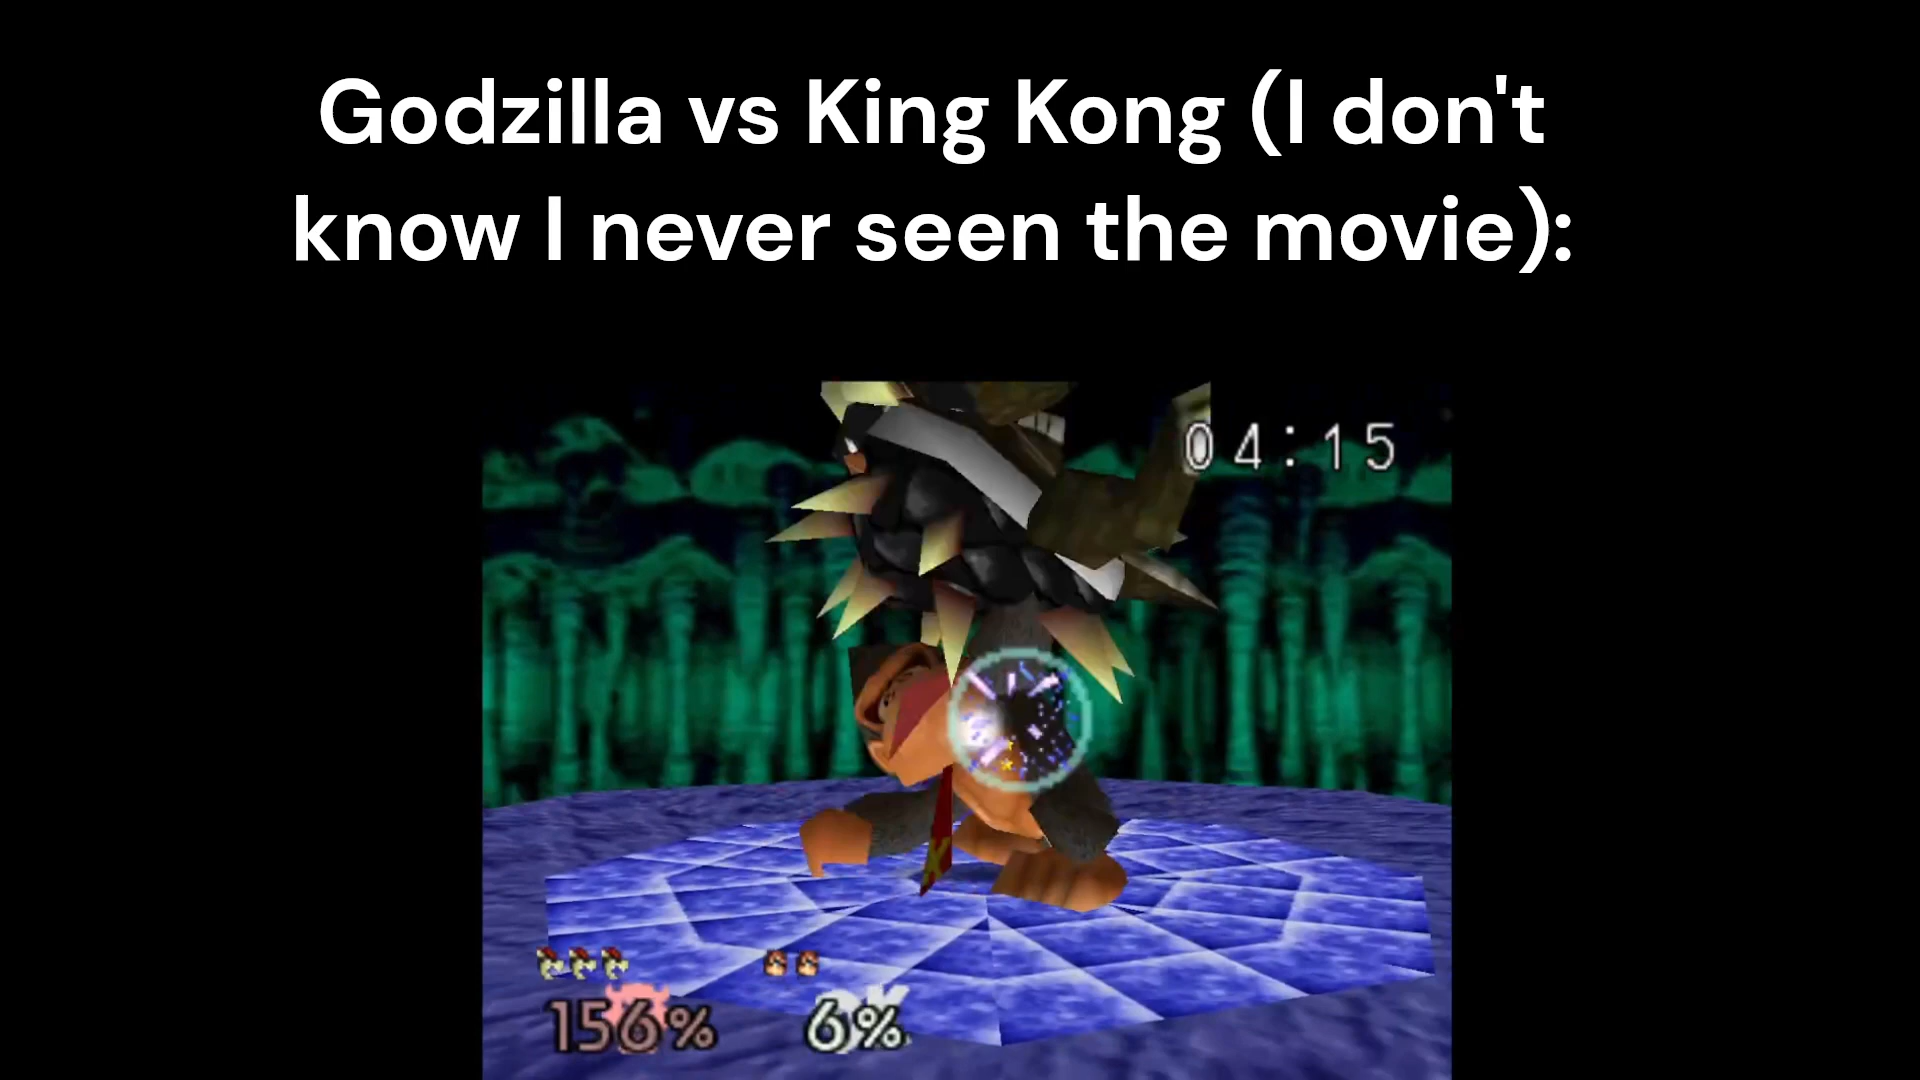 Godzilla vs King Kong (I don't
know I never seen the movie):
04:15
156% 6%